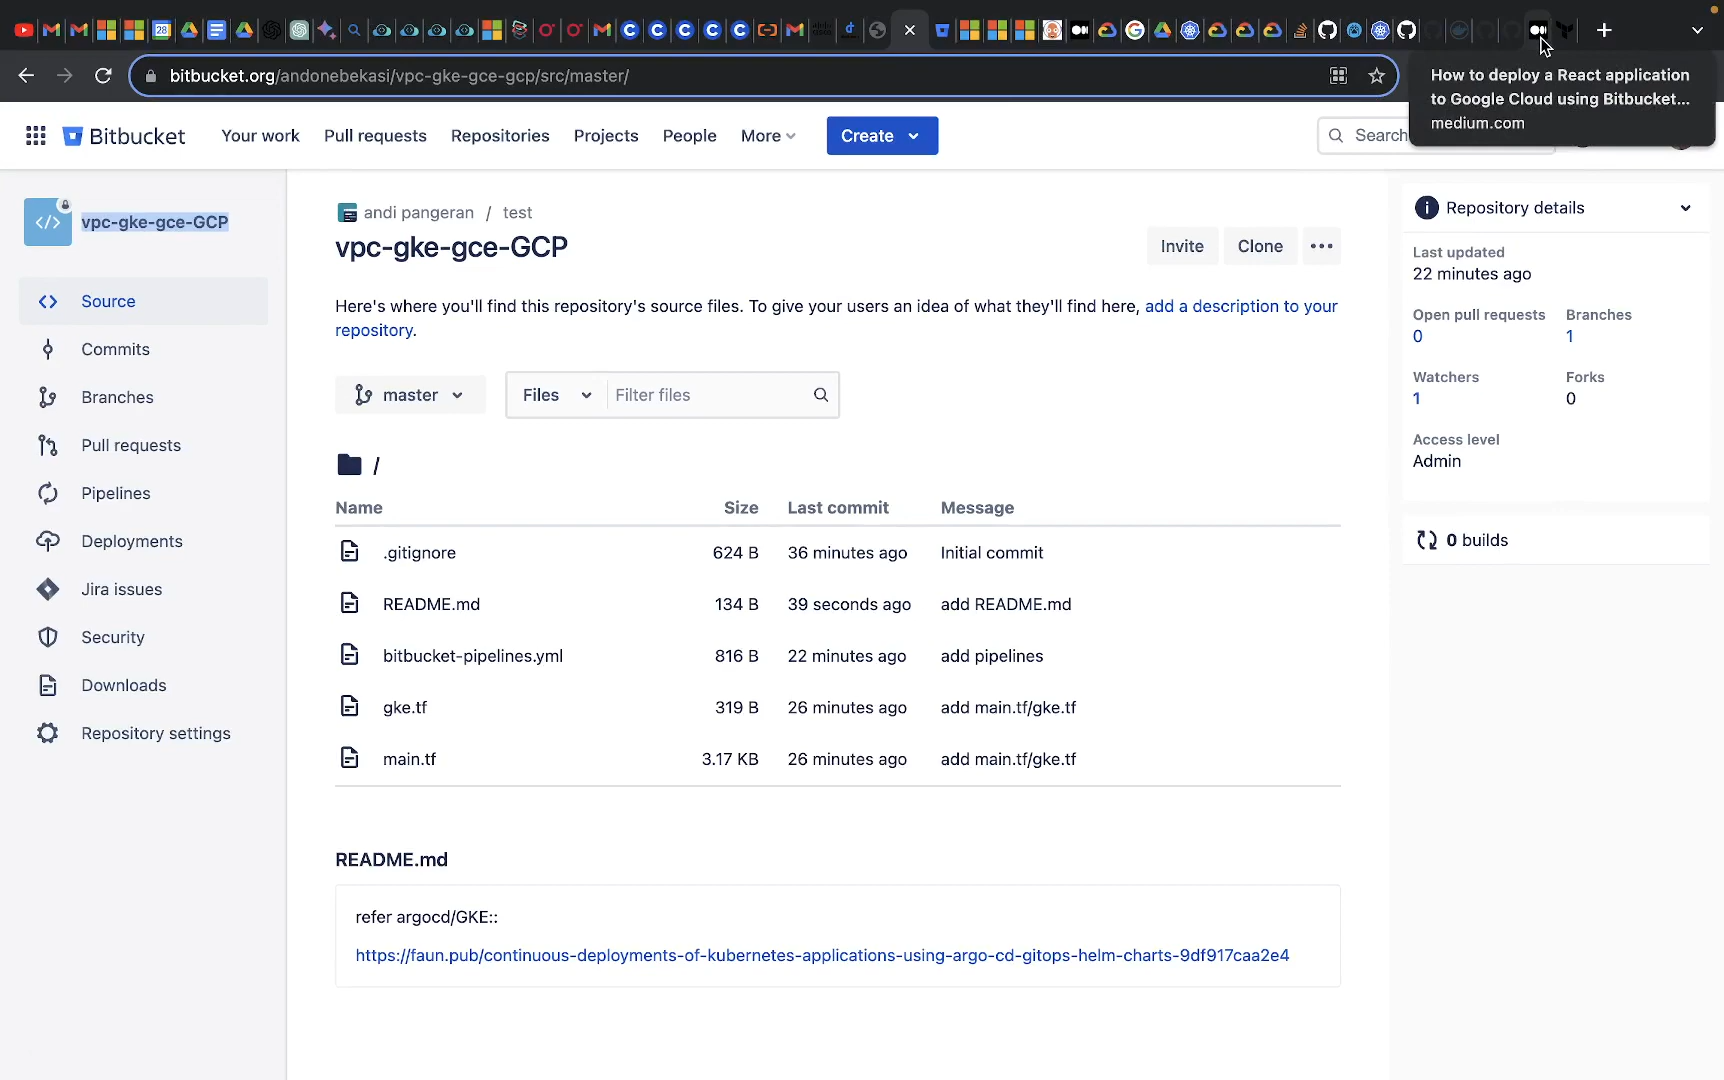 bitbucket.org/andonebekasi/vpc-gke-gce-gcp/src/master/
How to deploy a React application
to Google Cloud using Bitbucket...
medium.com
Bitbucket
Your work
Pull requests
Repositories
Projects
People
More
Create
Search
vpc-gke-gce-GCP
Source
Commits
Branches
Pull requests
Pipelines
Deployments
Jira issues
Security
Downloads
Repository settings
andi pangeran / test
vpc-gke-gce-GCP
Invite
Clone
Here's where you'll find this repository's source files. To give your users an idea of what they'll find here, add a description to your
repository.
master
Files
Filter files
/
Name Size Last commit Message
.gitignore 624 B 36 minutes ago Initial commit
README.md 134 B 39 seconds ago add README.md
bitbucket-pipelines.yml 816 B 22 minutes ago add pipelines
gke.tf 319 B 26 minutes ago add main.tf/gke.tf
main.tf 3.17 KB 26 minutes ago add main.tf/gke.tf
README.md
refer argocd/GKE::
https://faun.pub/continuous-deployments-of-kubernetes-applications-using-argo-cd-gitops-helm-charts-9df917caa2e4
Repository details
Last updated
22 minutes ago
Open pull requests Branches
0 1
Watchers Forks
1 0
Access level
Admin
0 builds